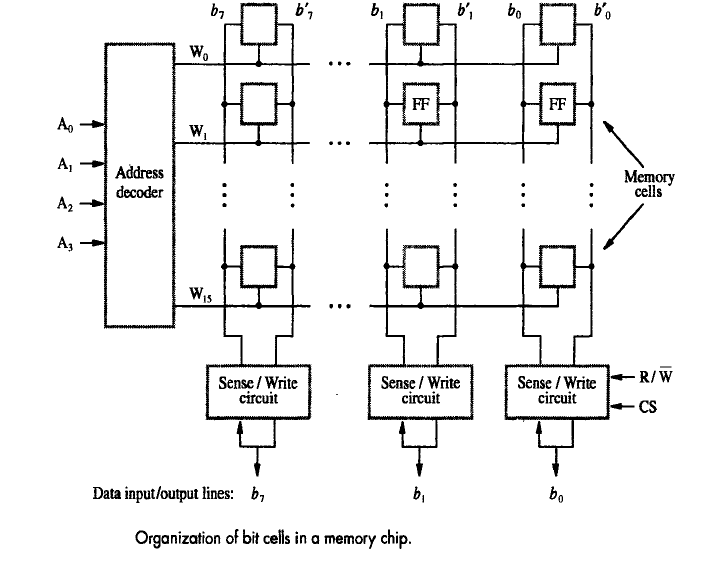 b7 b'7 b1 b'1 b0 b'0
W0
FF FF
A0
W1
A1
Address
decoder
Memory
cells
A2
A3
W15
Sense / Write
circuit
Sense / Write
circuit
Sense / Write
circuit
R/W̅
CS
Data input/output lines: b7 b1 b0
Organization of bit cells in a memory chip.